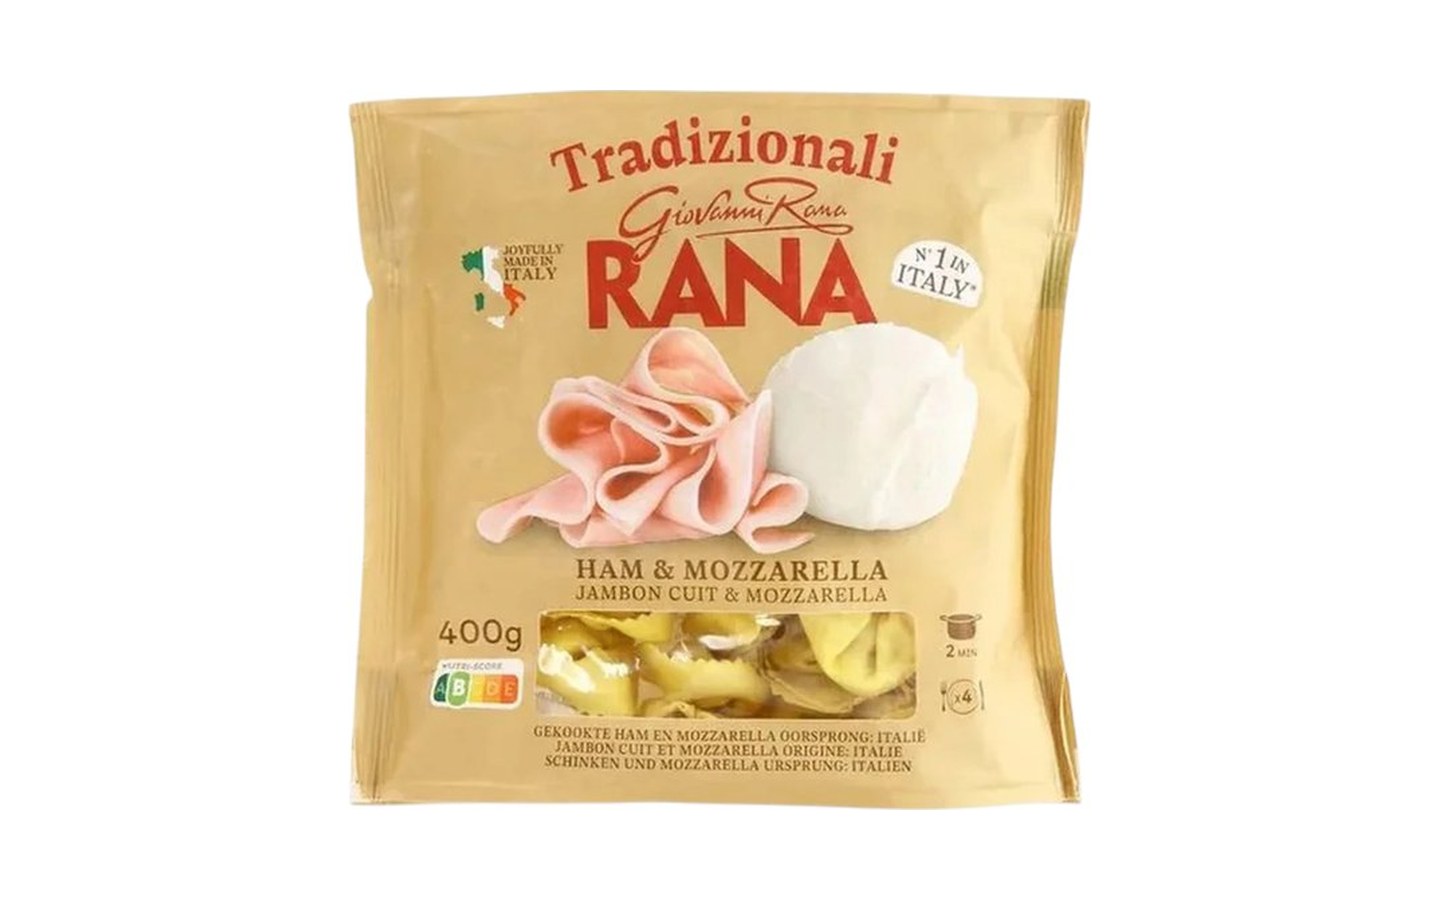 Tradizionali
Giovanni Rana
RANA
JOYFULLY
MADE IN
ITALY
N°1 IN
ITALY*
HAM & MOZZARELLA
JAMBON CUIT & MOZZARELLA
400g
NUTRI-SCORE
A B C D E
2 MIN
x4
GEKOOKTE HAM EN MOZZARELLA OORSPRONG: ITALIË
JAMBON CUIT ET MOZZARELLA ORIGINE: ITALIE
SCHINKEN UND MOZZARELLA URSPRUNG: ITALIEN